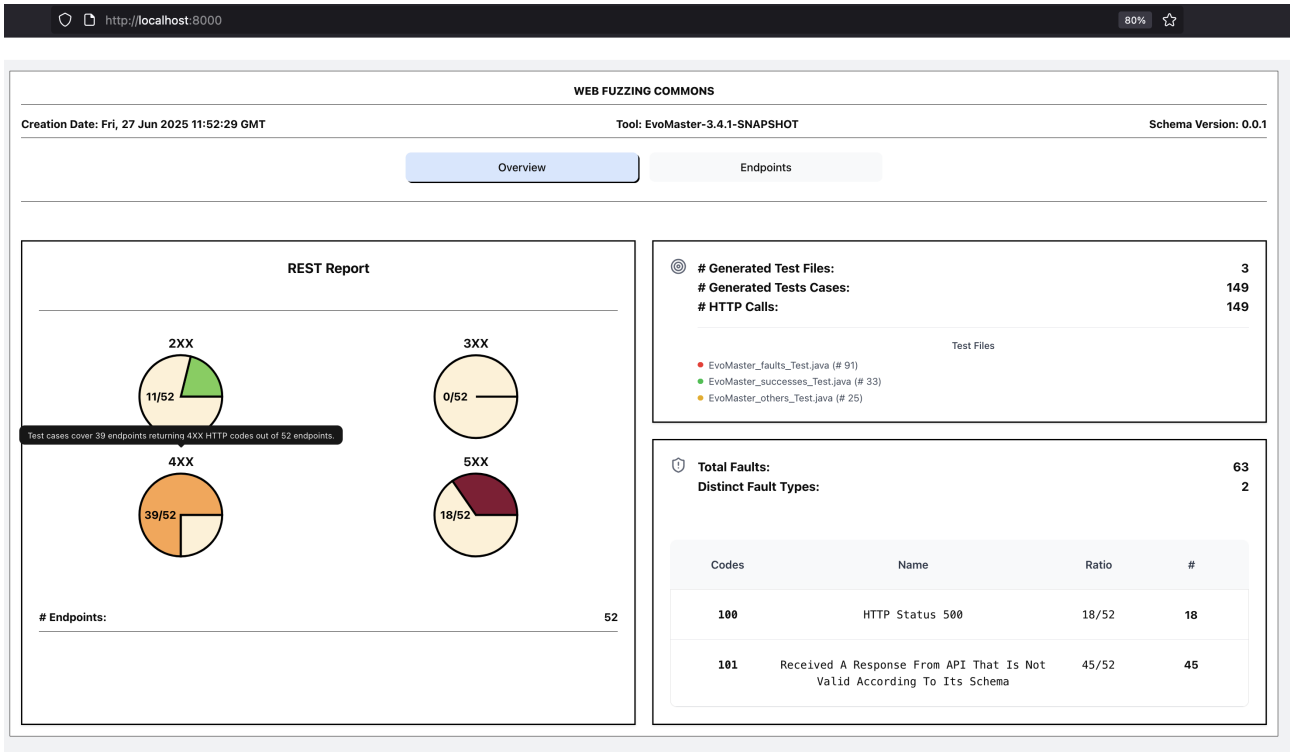 http://localhost:8000
80%
WEB FUZZING COMMONS
Creation Date: Fri, 27 Jun 2025 11:52:29 GMT
Tool: EvoMaster-3.4.1-SNAPSHOT
Schema Version: 0.0.1
Overview
Endpoints
REST Report
2XX
3XX
11/52
0/52
Test cases cover 39 endpoints returning 4XX HTTP codes out of 52 endpoints.
4XX
5XX
39/52
18/52
# Endpoints:
52
# Generated Test Files:
3
# Generated Tests Cases:
149
# HTTP Calls:
149
Test Files
EvoMaster_faults_Test.java (# 91)
EvoMaster_successes_Test.java (# 33)
EvoMaster_others_Test.java (# 25)
Total Faults:
63
Distinct Fault Types:
2
Codes
Name
Ratio
#
100
HTTP Status 500
18/52
18
101
Received A Response From API That Is Not
Valid According To Its Schema
45/52
45